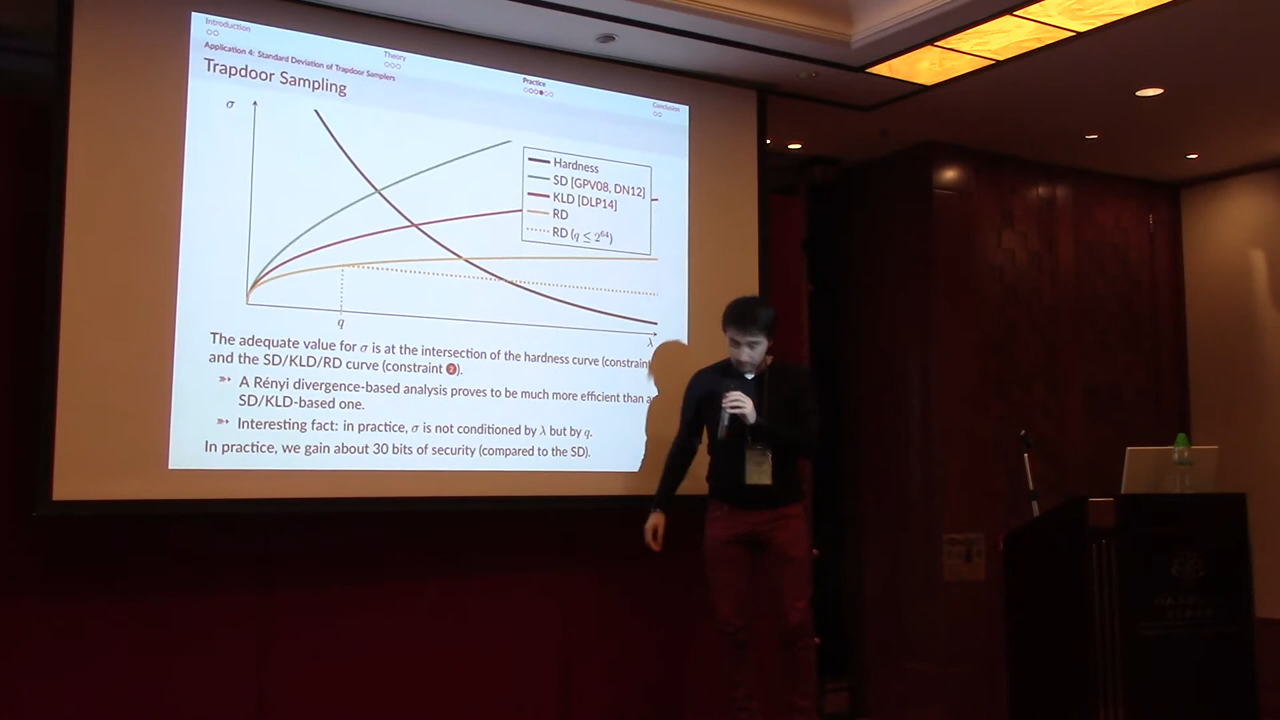 Introduction
Theory
Practice
Conclusion
Application 4: Standard Deviation of Trapdoor Samplers
Trapdoor Sampling
σ
Hardness
SD [GPV08, DN12]
KLD [DLP14]
RD
RD (q ≤ 2^64)
q
λ
The adequate value for σ is at the intersection of the hardness curve (constraint
and the SD/KLD/RD curve (constraint 2).
A Rényi divergence-based analysis proves to be much more efficient than a
SD/KLD-based one.
Interesting fact: in practice, σ is not conditioned by λ but by q.
In practice, we gain about 30 bits of security (compared to the SD).